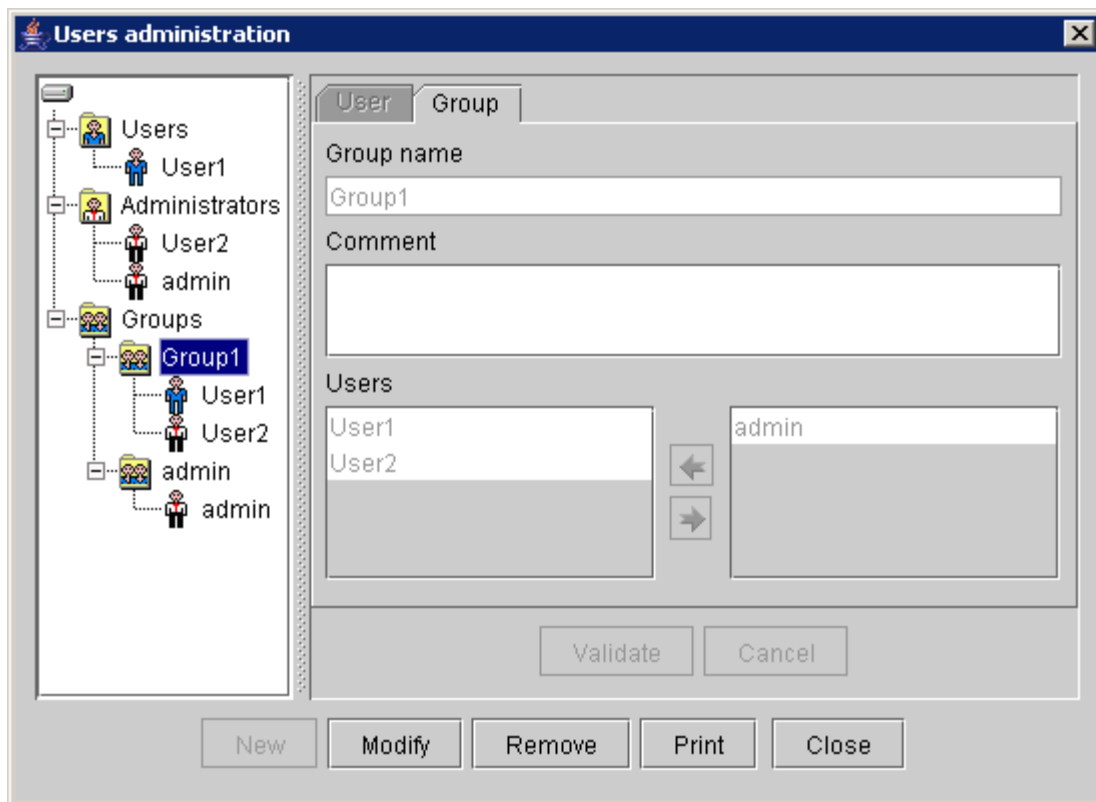 Users administration
Users
User1
Administrators
User2
admin
Groups
Group1
User1
User2
admin
admin
User
Group
Group name
Group1
Comment
Users
User1
User2
admin
Validate
Cancel
New
Modify
Remove
Print
Close